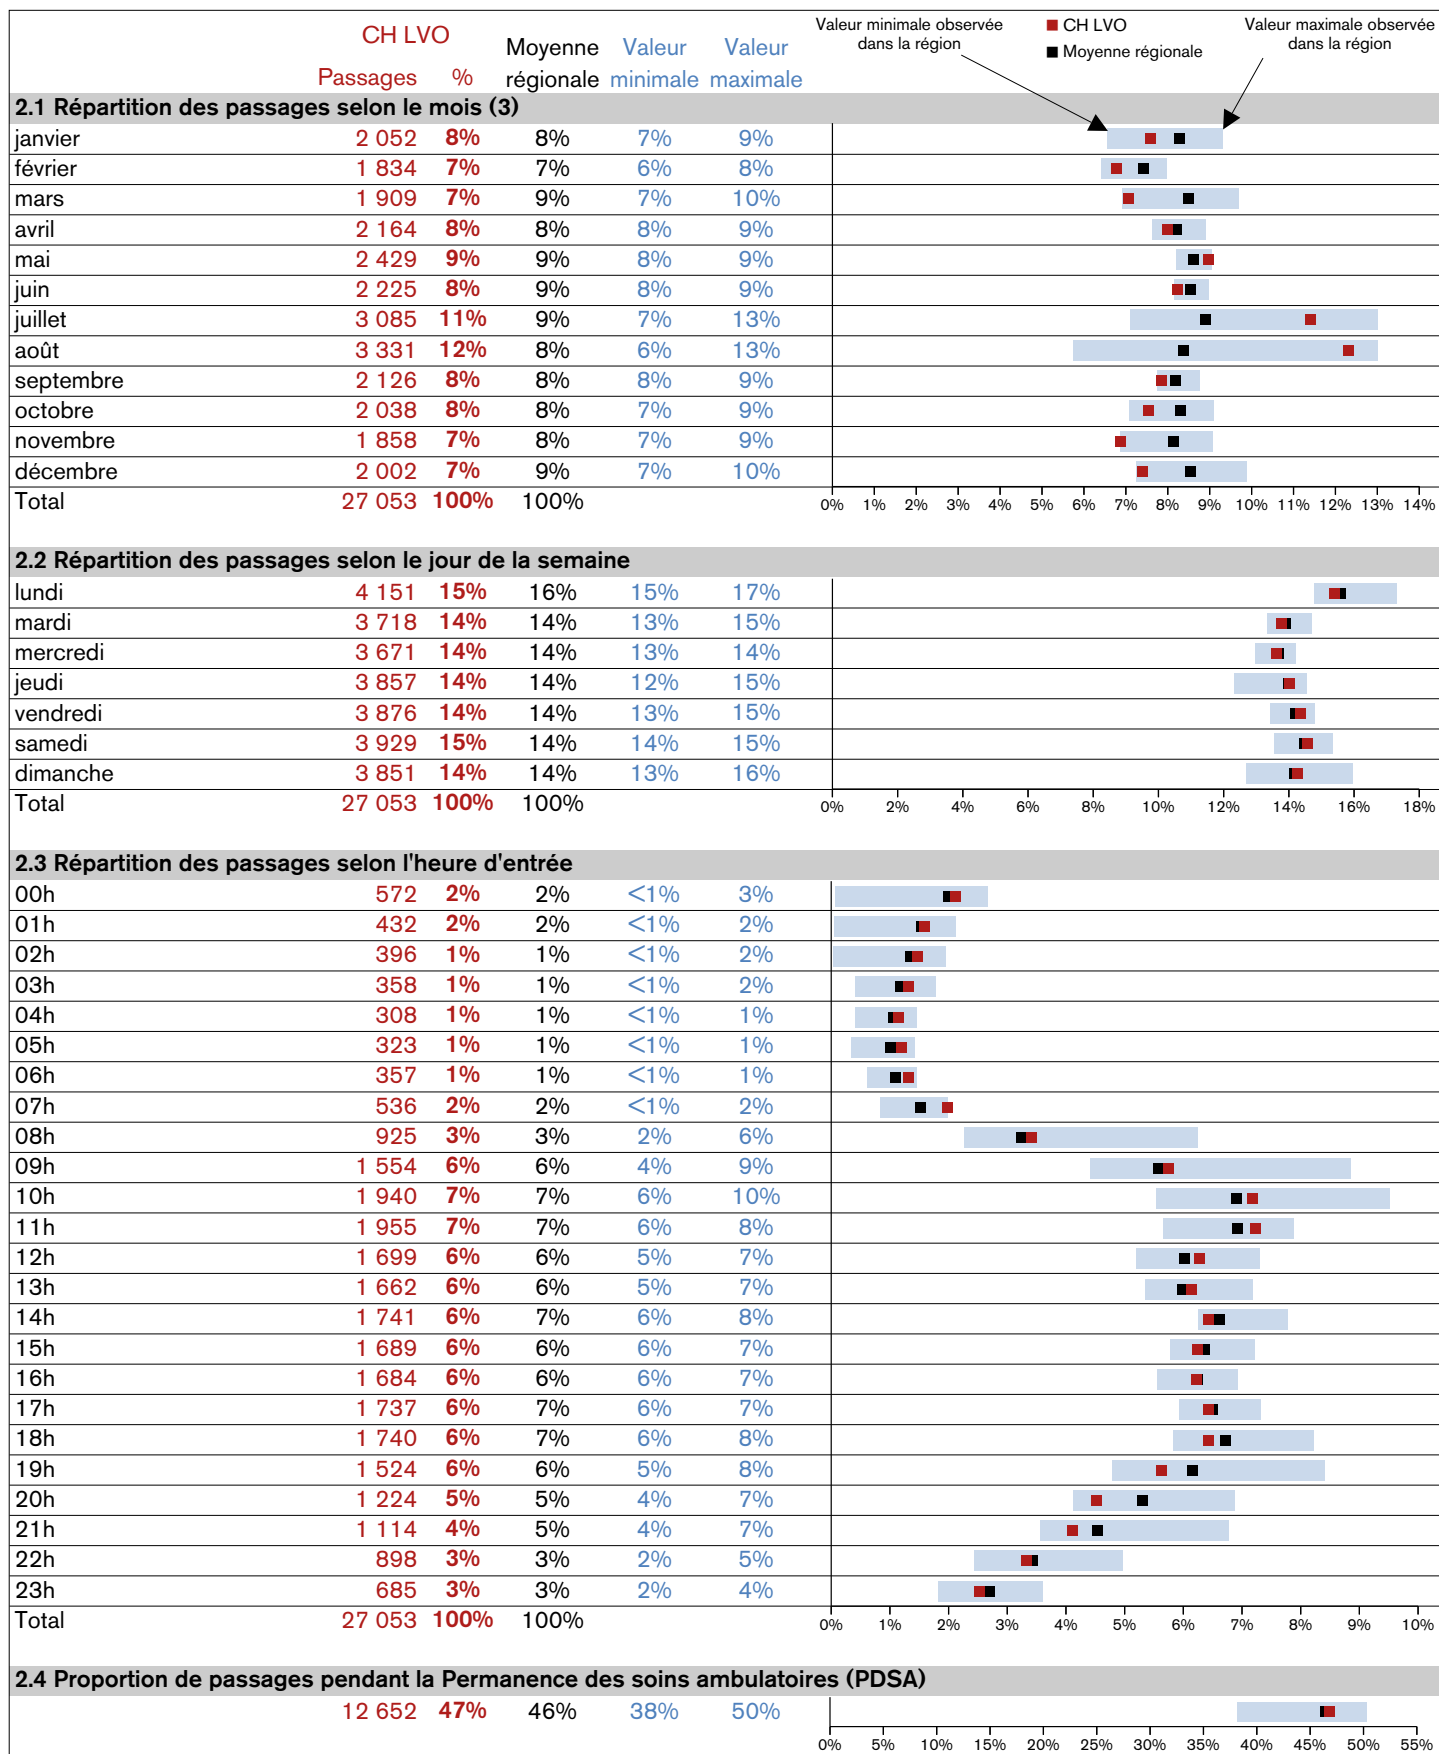 CH LVO
Passages % Moyenne régionale Valeur minimale Valeur maximale
Valeur minimale observée dans la région
CH LVO
Moyenne régionale
Valeur maximale observée dans la région
2.1 Répartition des passages selon le mois (3)
janvier 2 052 8% 8% 7% 9%
février 1 834 7% 7% 6% 8%
mars 1 909 7% 9% 7% 10%
avril 2 164 8% 8% 8% 9%
mai 2 429 9% 9% 8% 9%
juin 2 225 8% 9% 8% 9%
juillet 3 085 11% 9% 7% 13%
août 3 331 12% 8% 6% 13%
septembre 2 126 8% 8% 8% 9%
octobre 2 038 8% 8% 7% 9%
novembre 1 858 7% 8% 7% 9%
décembre 2 002 7% 9% 7% 10%
Total 27 053 100% 100%
0% 1% 2% 3% 4% 5% 6% 7% 8% 9% 10% 11% 12% 13% 14%
2.2 Répartition des passages selon le jour de la semaine
lundi 4 151 15% 16% 15% 17%
mardi 3 718 14% 14% 13% 15%
mercredi 3 671 14% 14% 13% 14%
jeudi 3 857 14% 14% 12% 15%
vendredi 3 876 14% 14% 13% 15%
samedi 3 929 15% 14% 14% 15%
dimanche 3 851 14% 14% 13% 16%
Total 27 053 100% 100%
0% 2% 4% 6% 8% 10% 12% 14% 16% 18%
2.3 Répartition des passages selon l'heure d'entrée
00h 572 2% 2% <1% 3%
01h 432 2% 2% <1% 2%
02h 396 1% 1% <1% 2%
03h 358 1% 1% <1% 2%
04h 308 1% 1% <1% 1%
05h 323 1% 1% <1% 1%
06h 357 1% 1% <1% 1%
07h 536 2% 2% <1% 2%
08h 925 3% 3% 2% 6%
09h 1 554 6% 6% 4% 9%
10h 1 940 7% 7% 6% 10%
11h 1 955 7% 7% 6% 8%
12h 1 699 6% 6% 5% 7%
13h 1 662 6% 6% 5% 7%
14h 1 741 6% 7% 6% 8%
15h 1 689 6% 6% 6% 7%
16h 1 684 6% 6% 6% 7%
17h 1 737 6% 7% 6% 7%
18h 1 740 6% 7% 6% 8%
19h 1 524 6% 6% 5% 8%
20h 1 224 5% 5% 4% 7%
21h 1 114 4% 5% 4% 7%
22h 898 3% 3% 2% 5%
23h 685 3% 3% 2% 4%
Total 27 053 100% 100%
0% 1% 2% 3% 4% 5% 6% 7% 8% 9% 10%
2.4 Proportion de passages pendant la Permanence des soins ambulatoires (PDSA)
12 652 47% 46% 38% 50%
0% 5% 10% 15% 20% 25% 30% 35% 40% 45% 50% 55%